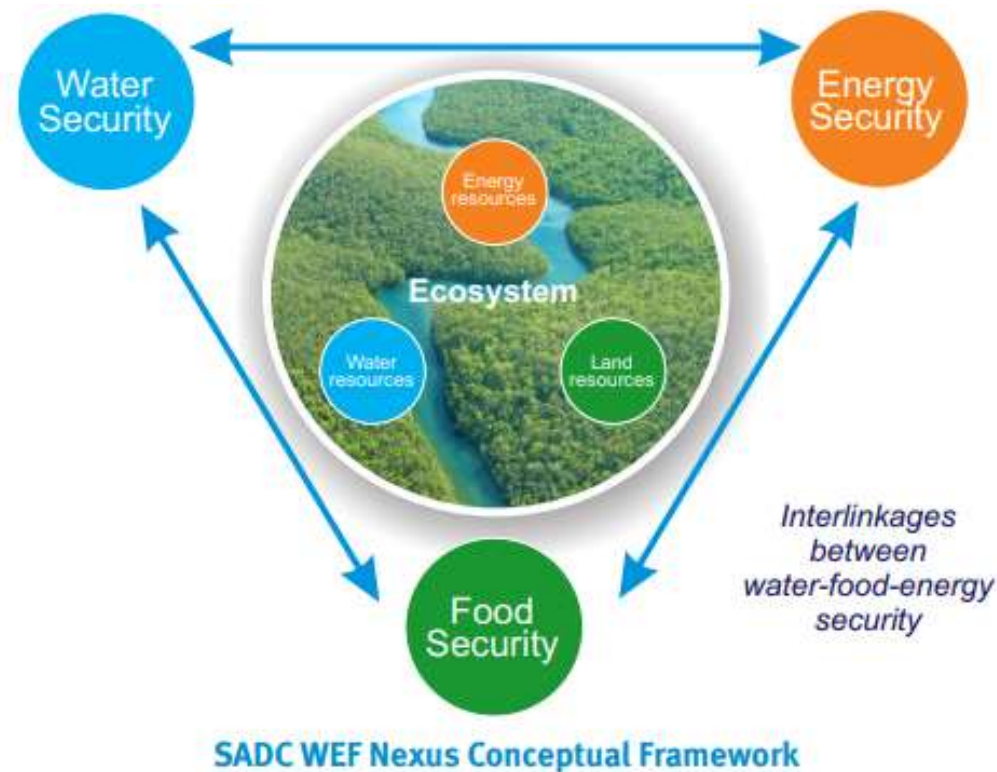 Water
Security
Energy
Security
Energy
resources
Ecosystem
Water
resources
Land
resources
Interlinkages
between
water-food-energy
security
Food
Security
SADC WEF Nexus Conceptual Framework